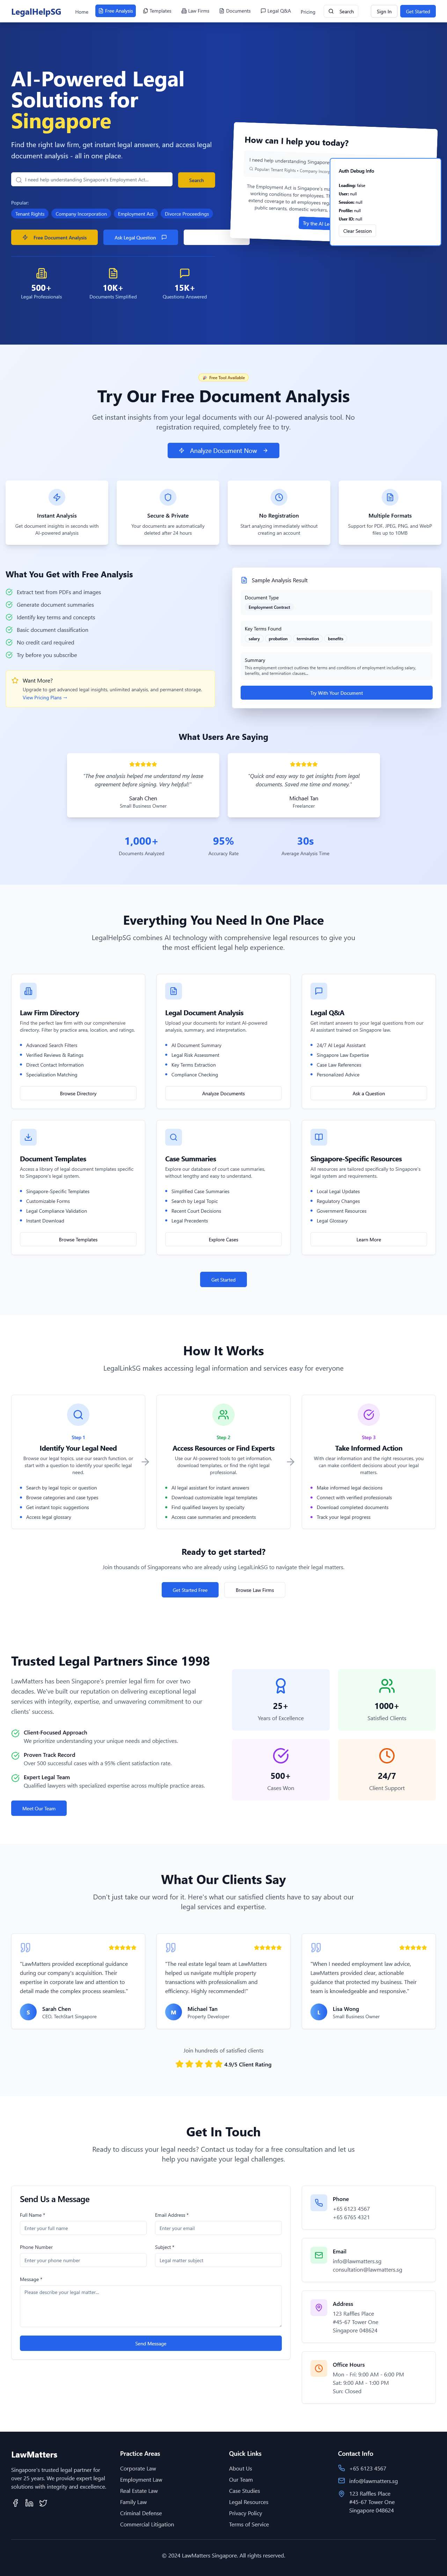 LegalHelpSG
Home
Free Analysis
Templates
Law Firms
Documents
Legal Q&A
Pricing
Search
Sign In
Get Started
AI-Powered Legal
Solutions for
Singapore
Find the right law firm, get instant legal answers, and access legal
document analysis - all in one place.
I need help understanding Singapore's Employment Act...
Search
Popular:
Tenant Rights
Company Incorporation
Employment Act
Divorce Proceedings
Free Document Analysis
Ask Legal Question
500+
Legal Professionals
10K+
Documents Simplified
15K+
Questions Answered
How can I help you today?
I need help understanding Singapore
Popular: Tenant Rights • Company Incorp
The Employment Act is Singapore's
working conditions for employees. T
extend coverage to all employees
public servants, domestic workers,
Try the AI
Auth Debug Info
Loading: false
User: null
Session: null
Profile: null
User ID: null
Clear Session
Free Tool Available
Try Our Free Document Analysis
Get instant insights from your legal documents with our AI-powered analysis tool. No
registration required, completely free to try.
Analyze Document Now
Instant Analysis
Get document insights in seconds with
AI-powered analysis
Secure & Private
Your documents are automatically
deleted after 24 hours
No Registration
Start analyzing immediately without
creating an account
Multiple Formats
Support for PDF, JPEG, PNG, and WebP
files up to 10MB
What You Get with Free Analysis
Extract text from PDFs and images
Generate document summaries
Identify key terms and concepts
Basic document classification
No credit card required
Try before you subscribe
Want More?
Upgrade to get advanced legal insights, unlimited analysis, and permanent storage.
View Pricing Plans →
Sample Analysis Result
Document Type
Employment Contract
Key Terms Found
salary
probation
termination
benefits
Summary
This employment contract outlines the terms and conditions of employment including salary,
benefits, and termination clauses...
Try With Your Document
What Users Are Saying
"The free analysis helped me understand my lease
agreement before signing. Very helpful!"
Sarah Chen
Small Business Owner
"Quick and easy way to get insights from legal
documents. Saved me time and money."
Michael Tan
Freelancer
1,000+
Documents Analyzed
95%
Accuracy Rate
30s
Average Analysis Time
Everything You Need In One Place
LegalHelpSG combines AI technology with comprehensive legal resources to give you
the most efficient legal help experience.
Law Firm Directory
Find the perfect law firm with our comprehensive
directory. Filter by practice area, location, and ratings.
Advanced Search Filters
Verified Reviews & Ratings
Direct Contact Information
Specialization Matching
Browse Directory
Legal Document Analysis
Upload your documents for instant AI-powered
analysis, summary, and interpretation.
AI Document Summary
Legal Risk Assessment
Key Terms Extraction
Compliance Checking
Analyze Documents
Legal Q&A
Get instant answers to your legal questions from our
AI assistant trained on Singapore law.
24/7 AI Legal Assistant
Singapore Law Expertise
Case Law References
Personalized Advice
Ask a Question
Document Templates
Access a library of legal document templates specific
to Singapore's legal system.
Singapore-Specific Templates
Customizable Forms
Legal Compliance Validation
Instant Download
Browse Templates
Case Summaries
Explore our database of court case summaries,
without lengthy and easy to understand.
Simplified Case Summaries
Search by Legal Topic
Recent Court Decisions
Legal Precedents
Explore Cases
Singapore-Specific Resources
All resources are tailored specifically to Singapore's
legal system and requirements.
Local Legal Updates
Regulatory Changes
Government Resources
Legal Glossary
Learn More
Get Started
How It Works
LegalLinkSG makes accessing legal information and services easy for everyone
Step 1
Identify Your Legal Need
Browse our legal topics, use our search function, or
start with a question to identify your specific legal
need.
Search by legal topic or question
Browse categories and case types
Get instant topic suggestions
Access legal glossary
Step 2
Access Resources or Find Experts
Use our AI-powered tools to get information,
download templates, or find the right legal
professional.
AI legal assistant for instant answers
Download customizable legal templates
Find qualified lawyers by specialty
Access case summaries and precedents
Step 3
Take Informed Action
With clear information and the right resources, you
can make confident decisions about your legal
matters.
Make informed legal decisions
Connect with verified professionals
Download completed documents
Track your legal progress
Ready to get started?
Join thousands of Singaporeans who are already using LegalLinkSG to navigate their legal matters.
Get Started Free
Browse Law Firms
Trusted Legal Partners Since 1998
LawMatters has been Singapore's premier legal firm for over two
decades. We've built our reputation on delivering exceptional legal
services with integrity, expertise, and unwavering commitment to our
clients' success.
Client-Focused Approach
We prioritize understanding your unique needs and objectives.
Proven Track Record
Over 500 successful cases with a 95% client satisfaction rate.
Expert Legal Team
Qualified lawyers with specialized expertise across multiple practice areas.
Meet Our Team
25+
Years of Excellence
1000+
Satisfied Clients
500+
Cases Won
24/7
Client Support
What Our Clients Say
Don't just take our word for it. Here's what our satisfied clients have to say about our
legal services and expertise.
"LawMatters provided exceptional guidance
during our company's acquisition. Their
expertise in corporate law and attention to
detail made the complex process seamless."
S
Sarah Chen
CEO, TechStart Singapore
"The real estate legal team at LawMatters
helped us navigate multiple property
transactions with professionalism and
efficiency. Highly recommended!"
M
Michael Tan
Property Developer
"When I needed employment law advice,
LawMatters provided clear, actionable
guidance that protected my business. Their
team is knowledgeable and responsive."
L
Lisa Wong
Small Business Owner
Join hundreds of satisfied clients
4.9/5 Client Rating
Get In Touch
Ready to discuss your legal needs? Contact us today for a free consultation and let us
help you navigate your legal challenges.
Send Us a Message
Full Name *
Email Address *
Enter your full name
Enter your email
Phone Number
Subject *
Enter your phone number
Legal matter subject
Message *
Please describe your legal matter...
Send Message
Phone
+65 6123 4567
+65 6765 4321
Email
info@lawmatters.sg
consultation@lawmatters.sg
Address
123 Raffles Place
#45-67 Tower One
Singapore 048624
Office Hours
Mon - Fri: 9:00 AM - 6:00 PM
Sat: 9:00 AM - 1:00 PM
Sun: Closed
LawMatters
Singapore's trusted legal partner for
over 25 years. We provide expert legal
solutions with integrity and excellence.
Practice Areas
Corporate Law
Employment Law
Real Estate Law
Family Law
Criminal Defense
Commercial Litigation
Quick Links
About Us
Our Team
Case Studies
Legal Resources
Privacy Policy
Terms of Service
Contact Info
+65 6123 4567
info@lawmatters.sg
123 Raffles Place
#45-67 Tower One
Singapore 048624
© 2024 LawMatters Singapore. All rights reserved.